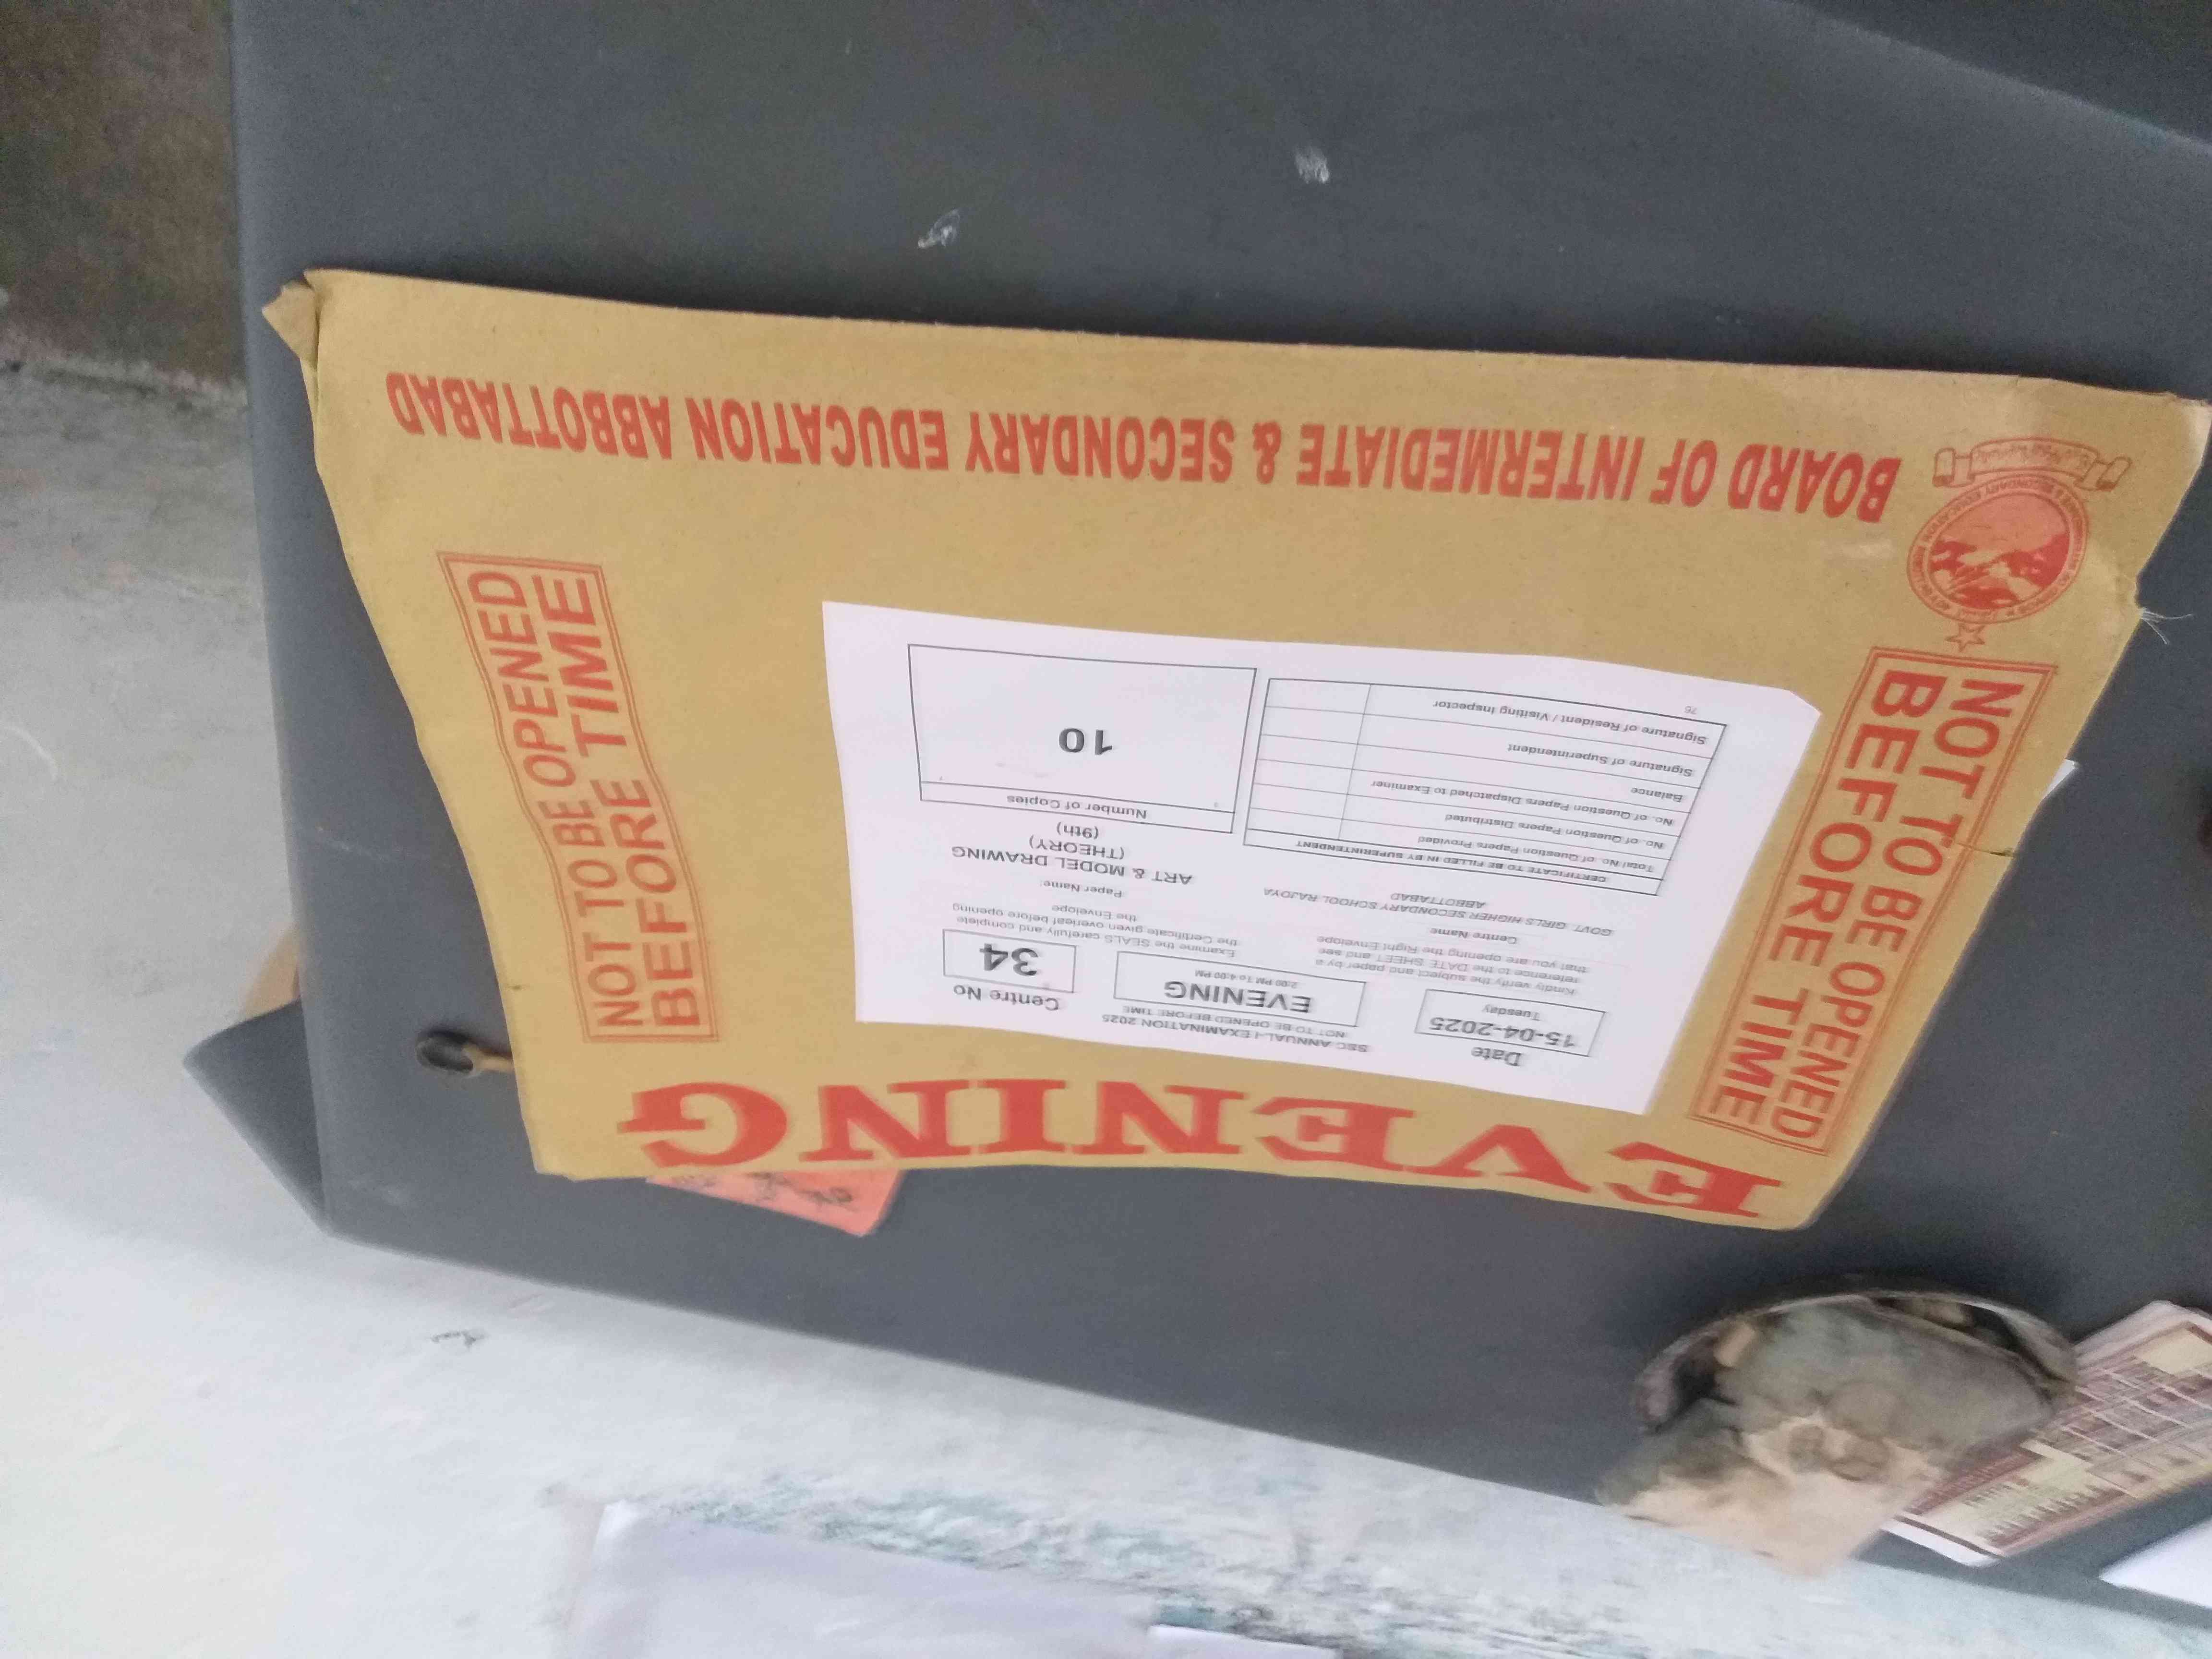 BOARD OF INTERMEDIATE & SECONDARY EDUCATION ABBOTTABAD
NOT TO BE OPENED
BEFORE TIME
NOT TO BE OPENED
BEFORE TIME
EVENING
SEC ANNUAL-I EXAMINATION 2025
NOT TO BE OPENED BEFORE TIME
Date
15-04-2025
Tuesday
EVENING
2:00 PM To 4:00 PM
Centre No
34
Kindly verify the subject and paper by a
reference to the DATE SHEET and see
that you are opening the Right Envelope
Examine the SEALS carefully and complete
the Certificate given overleaf before opening
the Envelope
Centre Name
GOVT. GIRLS HIGHER SECONDARY SCHOOL RAJOYA
ABBOTTABAD
Paper Name:
ART & MODEL DRAWING
(THEORY)
(9th)
CERTIFICATE TO BE FILLED IN BY SUPERINTENDENT
Total No. of Question Papers Provided
No. of Question Papers Distributed
No. of Question Papers Dispatched to Examiner
Balance
Signature of Superintendent
Signature of Resident / Visiting Inspector
Number of Copies
10
76